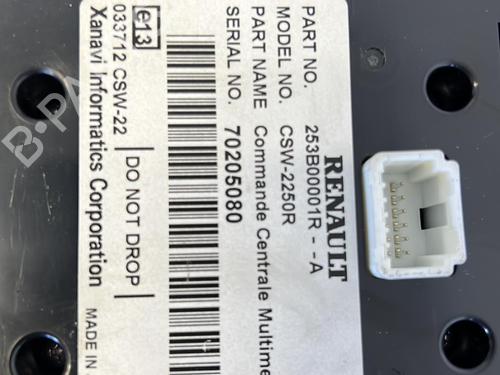 RENAULT
PART NO. 253B00001R - -A
MODEL NO. CSW-2250R
PART NAME Commande Centrale Multime
SERIAL NO. 70205080
e13
033712 CSW-22
DO NOT DROP
Xanavi Informatics Corporation
MADE IN
B-PA